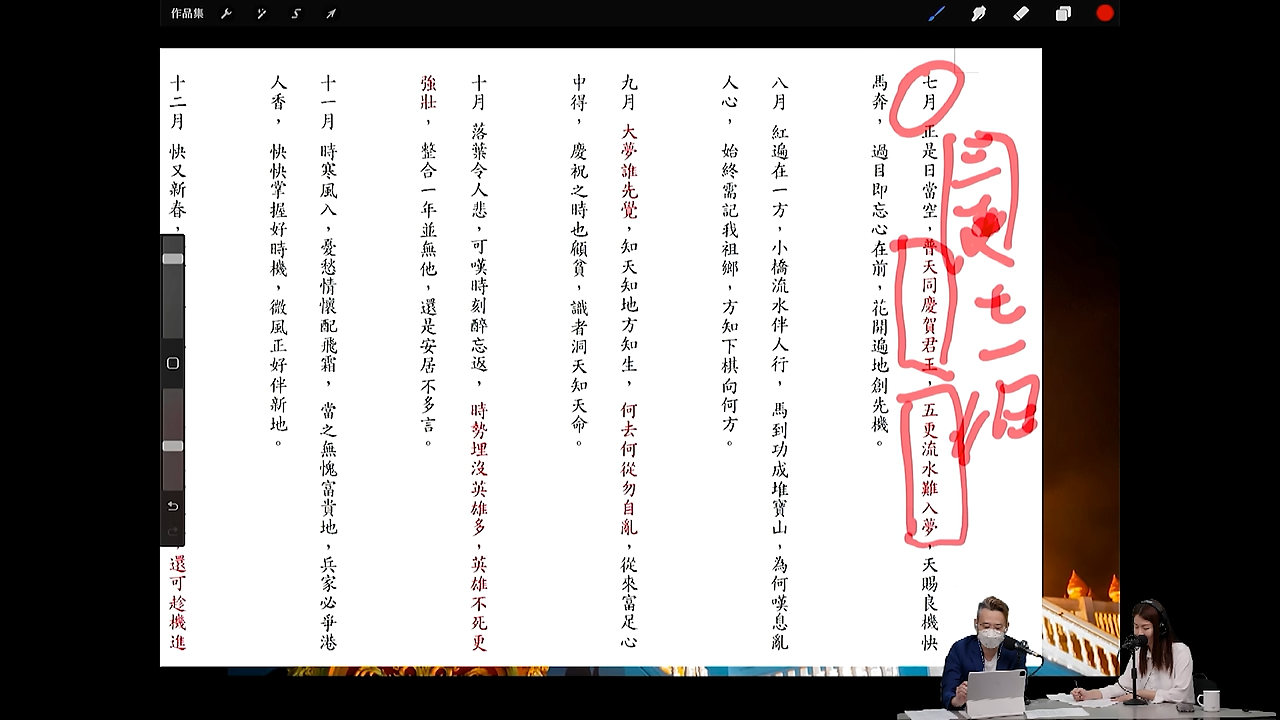 作品集
七月 正是日當空，普天同慶賀君王，五更流水難入夢，天賜良機快
馬奔，過目即忘心在前，花開遍地創先機。
八月 紅遍在一方，小橋流水伴人行，馬到功成堆寶山，為何嘆息亂
人心，始終需記我祖鄉，方知下棋向何方。
九月 大夢誰先覺，知天知地方知生，何去何從勿自亂，從來富足心
中得，慶祝之時也顧貧，識者洞天知天命。
十月 落葉令人悲，可嘆時刻醉忘返，時勢埋沒英雄多，英雄不死更
強壯，整合一年並無他，還是安居不多言。
十一月 時寒風入，憂愁情懷配飛霜，當之無愧富貴地，兵家必爭港
人香，快快掌握好時機，微風正好伴新地。
十二月 快又新春，
，還可趁機進
七一